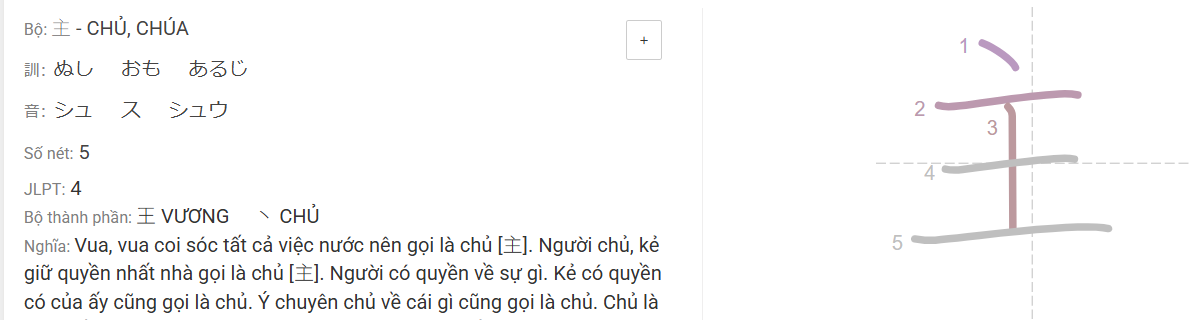 Bộ: 主 - CHỦ, CHÚA
+
訓: ぬし おも あるじ
音: シュ ス シュウ
Số nét: 5
JLPT: 4
Bộ thành phần: 王 VƯƠNG 丶 CHỦ
Nghĩa: Vua, vua coi sóc tất cả việc nước nên gọi là chủ [主]. Người chủ, kẻ
giữ quyền nhất nhà gọi là chủ [主]. Người có quyền về sự gì. Kẻ có quyền
có của ấy cũng gọi là chủ. Ý chuyên chủ về cái gì cũng gọi là chủ. Chủ là
主
1
2
3
4
5